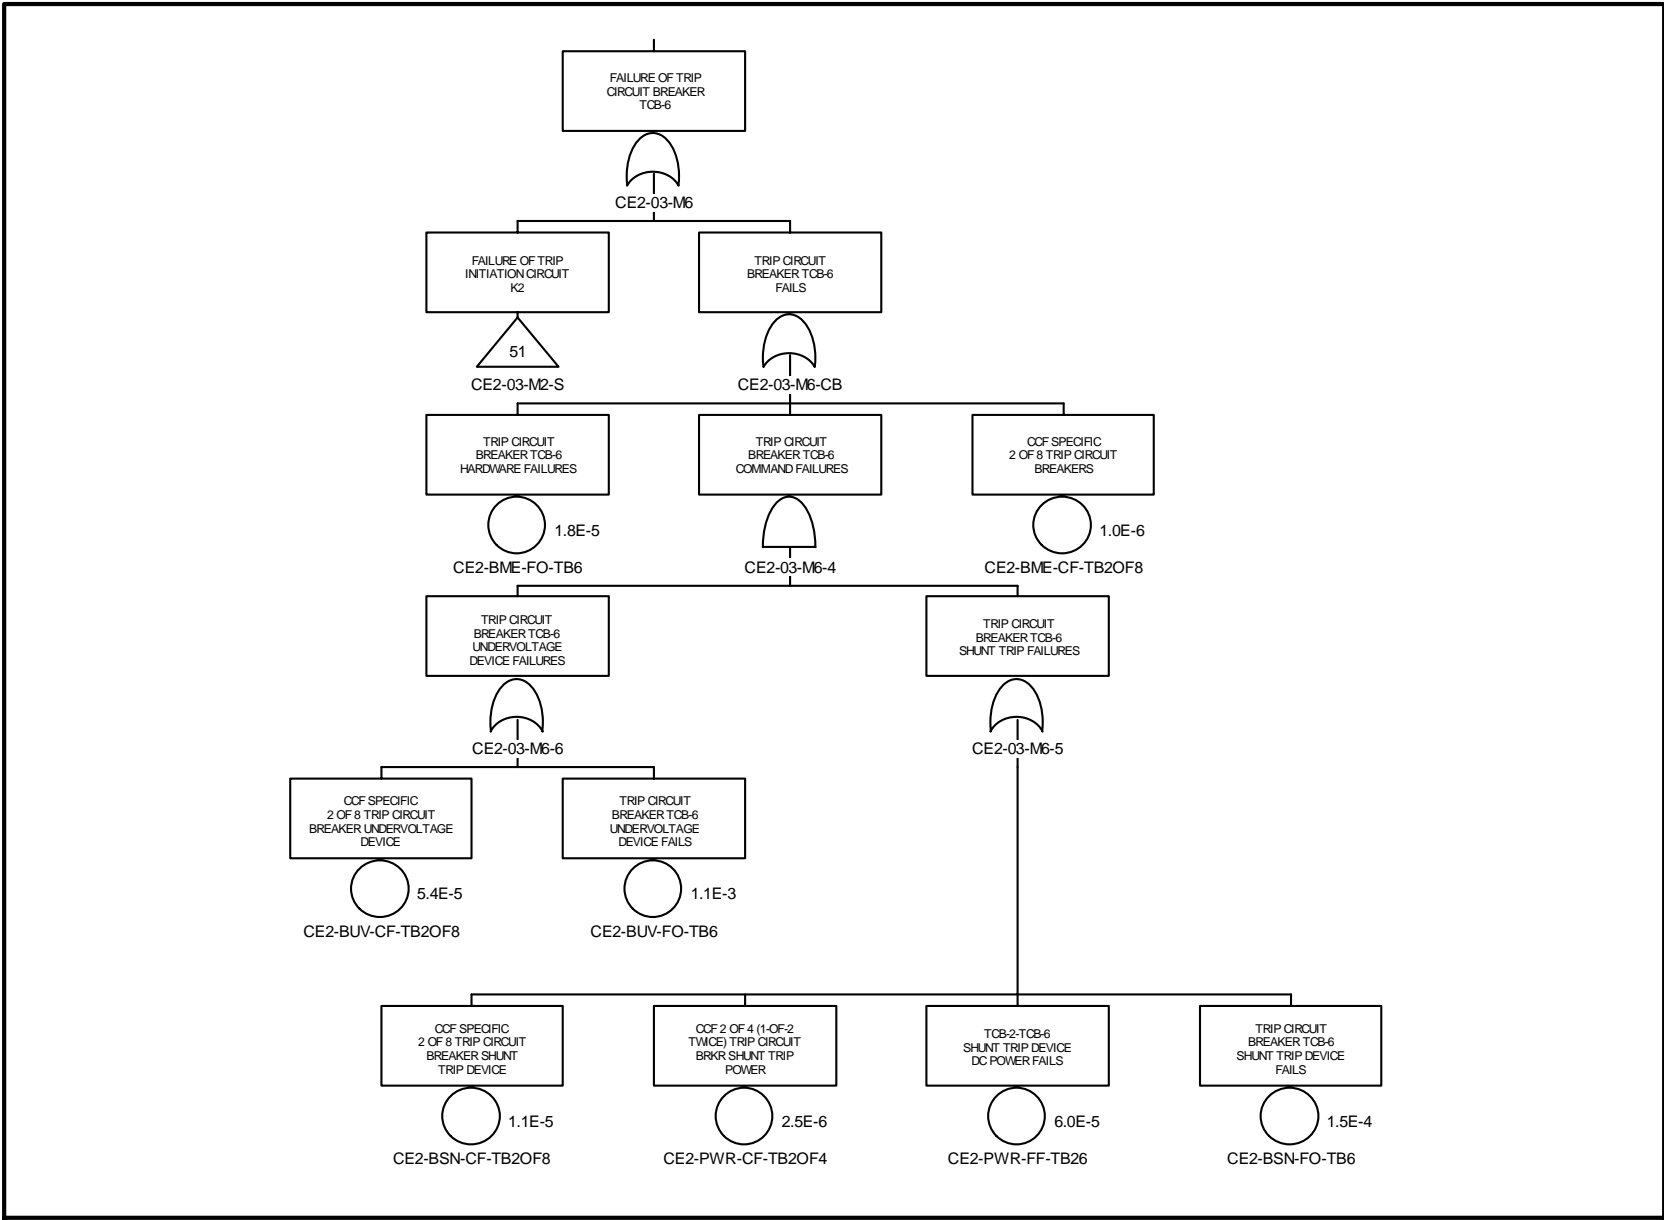 FAILURE OF TRIP
CIRCUIT BREAKER
TCB-6
CE2-03-M6
FAILURE OF TRIP
INITIATION CIRCUIT
K2
51
CE2-03-M2-S
TRIP CIRCUIT
BREAKER TCB-6
FAILS
CE2-03-M6-CB
TRIP CIRCUIT
BREAKER TCB-6
HARDWARE FAILURES
1.8E-5
CE2-BME-FO-TB6
TRIP CIRCUIT
BREAKER TCB-6
COMMAND FAILURES
CE2-03-M6-4
CCF SPECIFIC
2 OF 8 TRIP CIRCUIT
BREAKERS
1.0E-6
CE2-BME-CF-TB2OF8
TRIP CIRCUIT
BREAKER TCB-6
UNDERVOLTAGE
DEVICE FAILURES
CE2-03-M6-6
TRIP CIRCUIT
BREAKER TCB-6
SHUNT TRIP FAILURES
CE2-03-M6-5
CCF SPECIFIC
2 OF 8 TRIP CIRCUIT
BREAKER UNDERVOLTAGE
DEVICE
5.4E-5
CE2-BUV-CF-TB2OF8
TRIP CIRCUIT
BREAKER TCB-6
UNDERVOLTAGE
DEVICE FAILS
1.1E-3
CE2-BUV-FO-TB6
CCF SPECIFIC
2 OF 8 TRIP CIRCUIT
BREAKER SHUNT
TRIP DEVICE
1.1E-5
CE2-BSN-CF-TB2OF8
CCF 2 OF 4 (1-OF-2
TWICE) TRIP CIRCUIT
BRKR SHUNT TRIP
POWER
2.5E-6
CE2-PWR-CF-TB2OF4
TCB-2-TCB-6
SHUNT TRIP DEVICE
DC POWER FAILS
6.0E-5
CE2-PWR-FF-TB26
TRIP CIRCUIT
BREAKER TCB-6
SHUNT TRIP DEVICE
FAILS
1.5E-4
CE2-BSN-FO-TB6